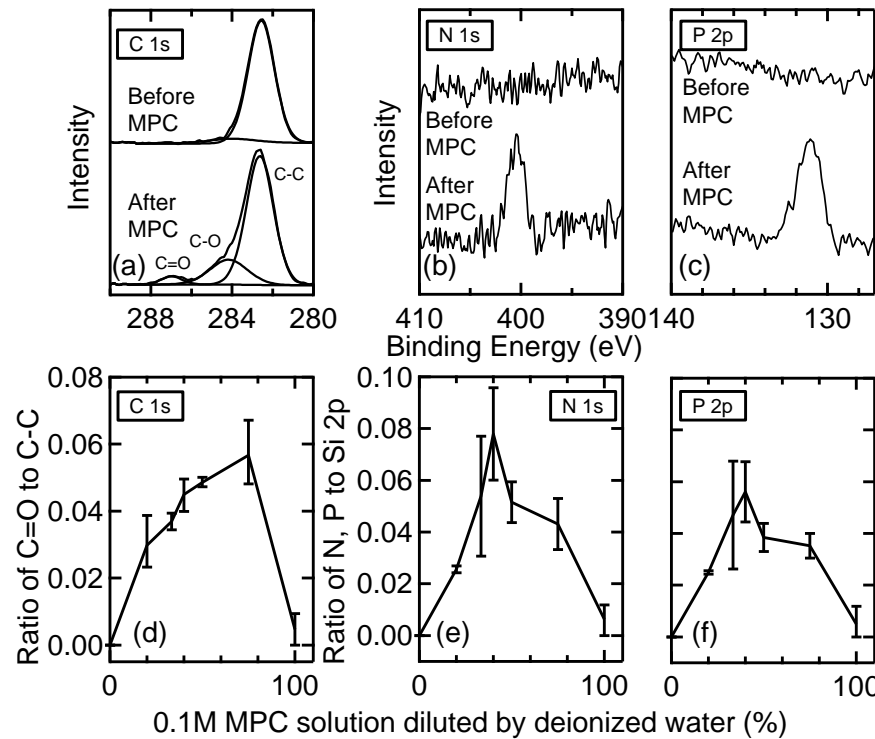 C 1s
Before
MPC
After
MPC
C-C
C-O
C=O
(a)
Intensity
288
284
280
N 1s
Before
MPC
After
MPC
(b)
Intensity
410
400
390
P 2p
Before
MPC
After
MPC
(c)
140
130
Binding Energy (eV)
C 1s
(d)
Ratio of C=O to C-C
0.08
0.06
0.04
0.02
0.00
0
100
N 1s
(e)
Ratio of N, P to Si 2p
0.10
0.08
0.06
0.04
0.02
0.00
0
100
P 2p
(f)
0
100
0.1M MPC solution diluted by deionized water (%)